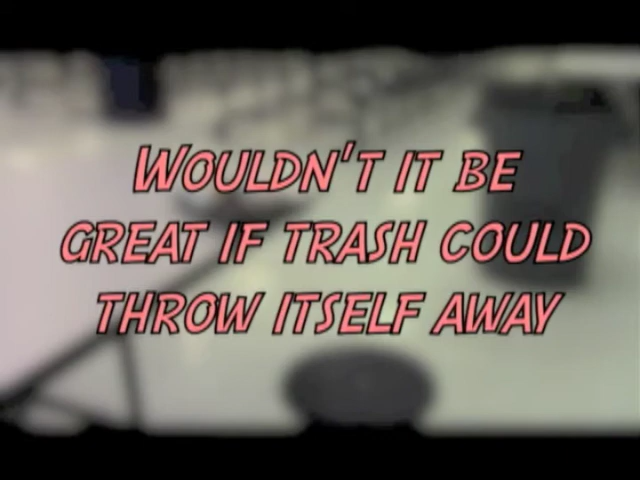 WOULDN'T IT BE
GREAT IF TRASH COULD
THROW ITSELF AWAY